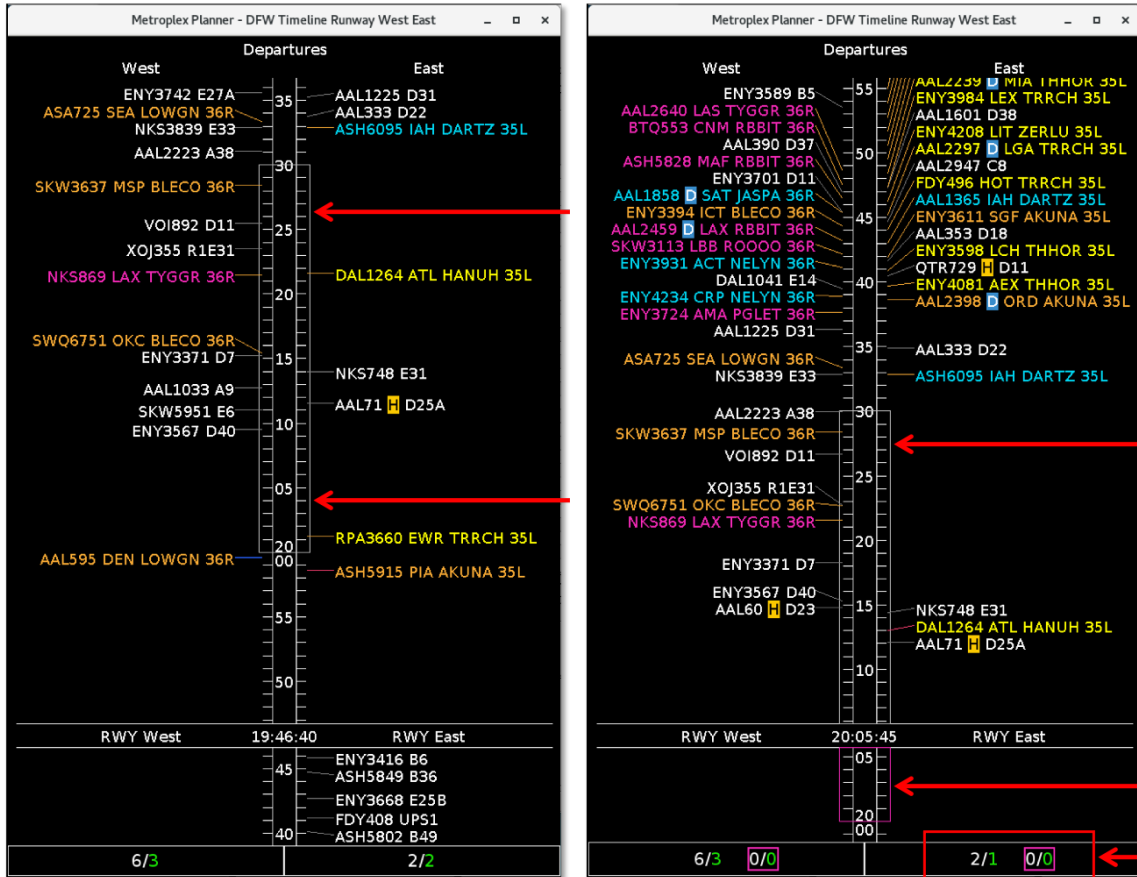 Metroplex Planner - DFW Timeline Runway West East
Departures
West
East
ENY3742 E27A
ASA725 SEA LOWGN 36R
NKS3839 E33
AAL2223 A38
SKW3637 MSP BLECO 36R
VOI892 D11
XOJ355 R1E31
NKS869 LAX TYGGR 36R
SWQ6751 OKC BLECO 36R
ENY3371 D7
AAL1033 A9
SKW5951 E6
ENY3567 D40
AAL595 DEN LOWGN 36R
35
30
25
20
15
10
05
20
00
55
50
AAL1225 D31
AAL333 D22
ASH6095 IAH DARTZ 35L
DAL1264 ATL HANUH 35L
NKS748 E31
AAL71 H D25A
RPA3660 EWR TRRCH 35L
ASH5915 PIA AKUNA 35L
RWY West
19:46:40
RWY East
45
40
ENY3416 B6
ASH5849 B36
ENY3668 E25B
FDY408 UPS1
ASH5802 B49
6/3
2/2
Metroplex Planner - DFW Timeline Runway West East
Departures
West
East
ENY3589 B5
AAL2640 LAS TYGGR 36R
BTQ553 CNM RBBIT 36R
AAL390 D37
ASH5828 MAF RBBIT 36R
ENY3701 D11
AAL1858 D SAT JASPA 36R
ENY3394 ICT BLECO 36R
AAL2459 D LAX RBBIT 36R
SKW3113 LBB ROOOO 36R
ENY3931 ACT NELYN 36R
DAL1041 E14
ENY4234 CRP NELYN 36R
ENY3724 AMA PGLET 36R
AAL1225 D31
ASA725 SEA LOWGN 36R
NKS3839 E33
AAL2223 A38
SKW3637 MSP BLECO 36R
VOI892 D11
XOJ355 R1E31
SWQ6751 OKC BLECO 36R
NKS869 LAX TYGGR 36R
ENY3371 D7
ENY3567 D40
AAL60 H D23
55
50
45
40
35
30
25
20
15
10
AAL2239 D MIA THHOR 35L
ENY3984 LEX TRRCH 35L
AAL1601 D38
ENY4208 LIT ZERLU 35L
AAL2297 D LGA TRRCH 35L
AAL2947 C8
FDY496 HOT TRRCH 35L
AAL1365 IAH DARTZ 35L
ENY3611 SGF AKUNA 35L
AAL353 D18
ENY3598 LCH THHOR 35L
QTR729 H D11
ENY4081 AEX THHOR 35L
AAL2398 D ORD AKUNA 35L
AAL333 D22
ASH6095 IAH DARTZ 35L
NKS748 E31
DAL1264 ATL HANUH 35L
AAL71 H D25A
RWY West
20:05:45
RWY East
05
20
00
6/3 0/0
2/1 0/0